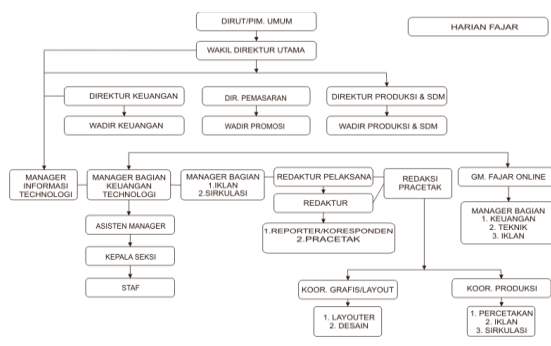 DIRUT/PIM. UMUM
HARIAN FAJAR
WAKIL DIREKTUR UTAMA
DIREKTUR KEUANGAN
DIR. PEMASARAN
DIREKTUR PRODUKSI & SDM
WADIR KEUANGAN
WADIR PROMOSI
WADIR PRODUKSI & SDM
MANAGER
INFORMASI
TECHNOLOGI
MANAGER BAGIAN
KEUANGAN
TECHNOLOGI
MANAGER BAGIAN
1.IKLAN
2.SIRKULASI
REDAKTUR PELAKSANA
REDAKSI
PRACETAK
GM. FAJAR ONLINE
REDAKTUR
MANAGER BAGIAN
1. KEUANGAN
2. TEKNIK
3. IKLAN
ASISTEN MANAGER
1.REPORTER/KORESPONDEN
2.PRACETAK
KEPALA SEKSI
STAF
KOOR. GRAFIS/LAYOUT
KOOR. PRODUKSI
1. LAYOUTER
2. DESAIN
1. PERCETAKAN
2. IKLAN
3. SIRKULASI